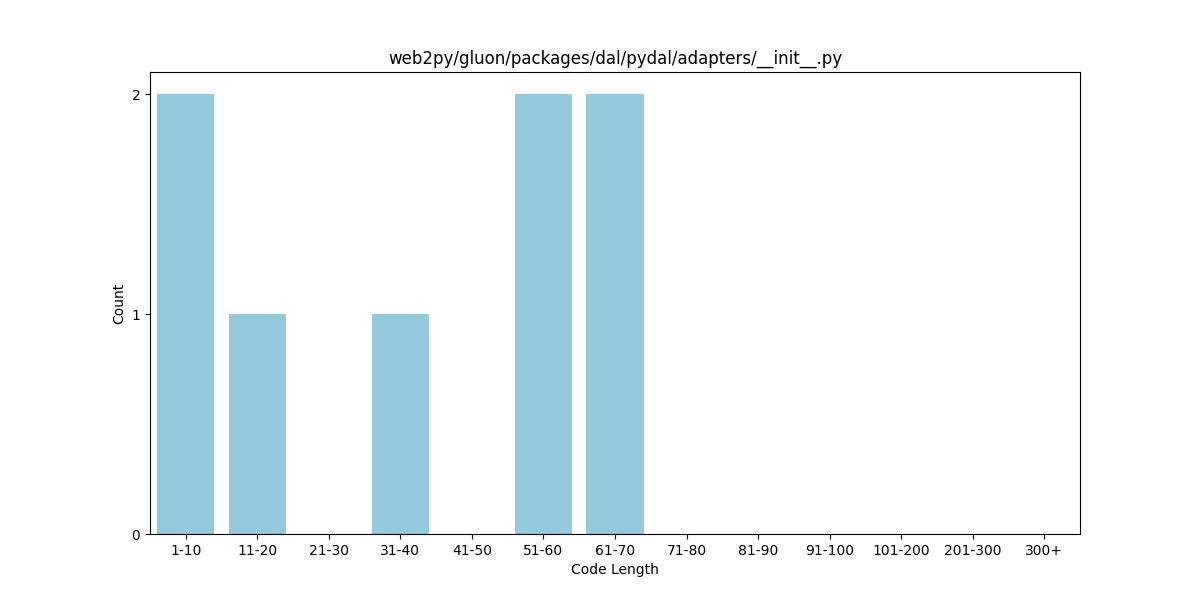 web2py/gluon/packages/dal/pydal/adapters/__init__.py
2
1
0
Count
1-10 11-20 21-30 31-40 41-50 51-60 61-70 71-80 81-90 91-100 101-200 201-300 300+
Code Length